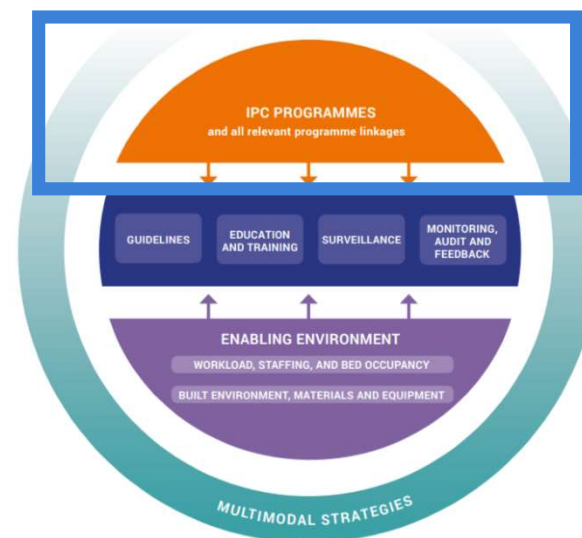 IPC PROGRAMMES
and all relevant programme linkages
GUIDELINES
EDUCATION
AND TRAINING
SURVEILLANCE
MONITORING,
AUDIT AND
FEEDBACK
ENABLING ENVIRONMENT
WORKLOAD, STAFFING, AND BED OCCUPANCY
BUILT ENVIRONMENT, MATERIALS AND EQUIPMENT
MULTIMODAL STRATEGIES